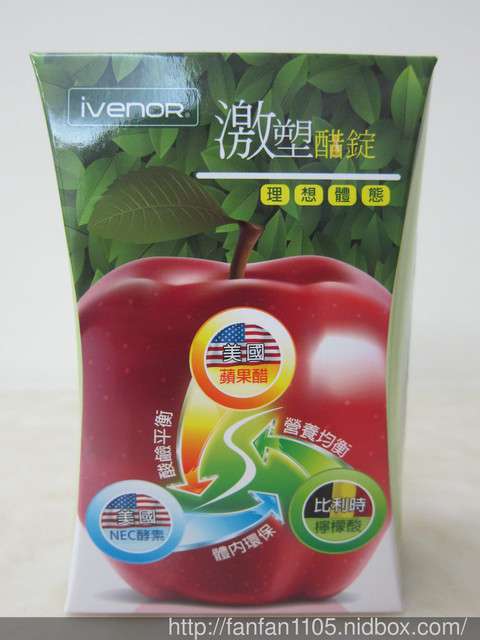 iVENOR®
激塑醋錠
理想體態
美國
蘋果醋
酸鹼平衡
營養均衡
美國
NEC酵素
比利時
檸檬酸
體內環保
http://fanfan1105.nidbox.com/